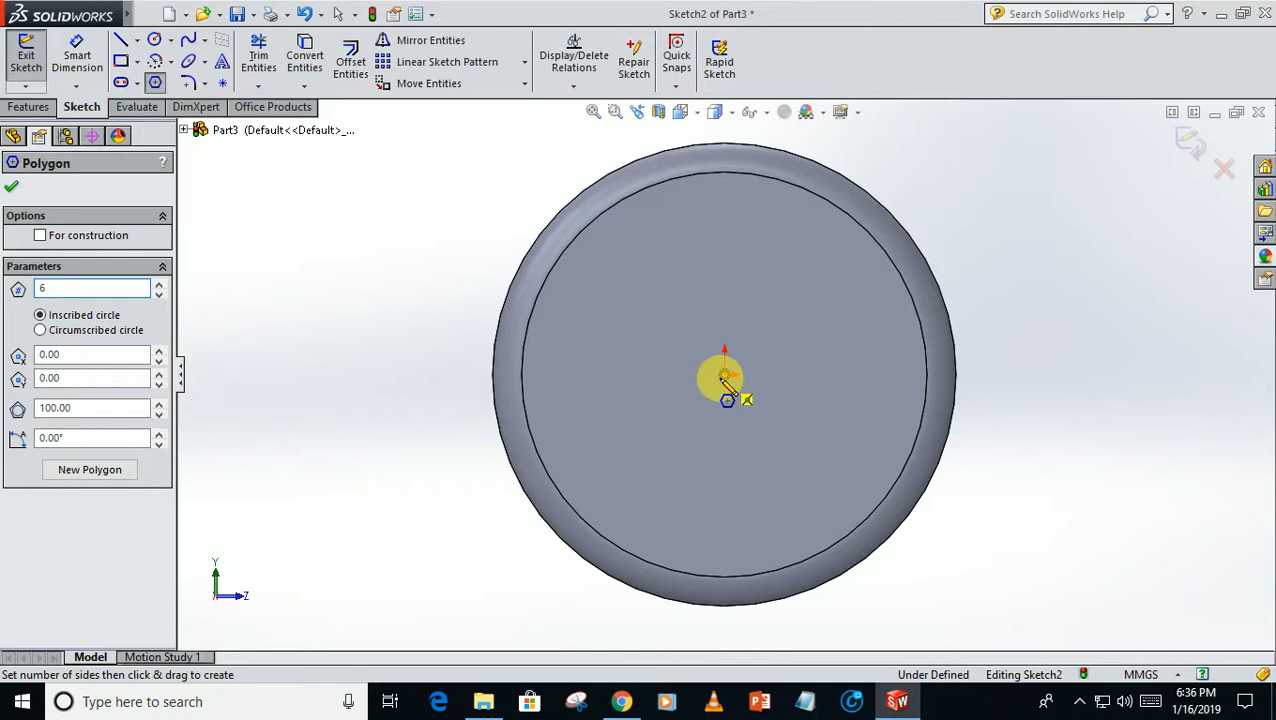 SOLIDWORKS
Sketch2 of Part3 *
Search SolidWorks Help
?
Exit Sketch
Smart Dimension
Trim Entities
Convert Entities
Offset Entities
Mirror Entities
Linear Sketch Pattern
Move Entities
Display/Delete Relations
Repair Sketch
Quick Snaps
Rapid Sketch
Features
Sketch
Evaluate
DimXpert
Office Products
Part3 (Default<<Default>_...
Polygon
?
Options
For construction
Parameters
6
Inscribed circle
Circumscribed circle
0.00
0.00
100.00
0.00°
New Polygon
Y
Z
Model
Motion Study 1
Set number of sides then click & drag to create
Under Defined
Editing Sketch2
MMGS
?
Type here to search
6:36 PM
1/16/2019